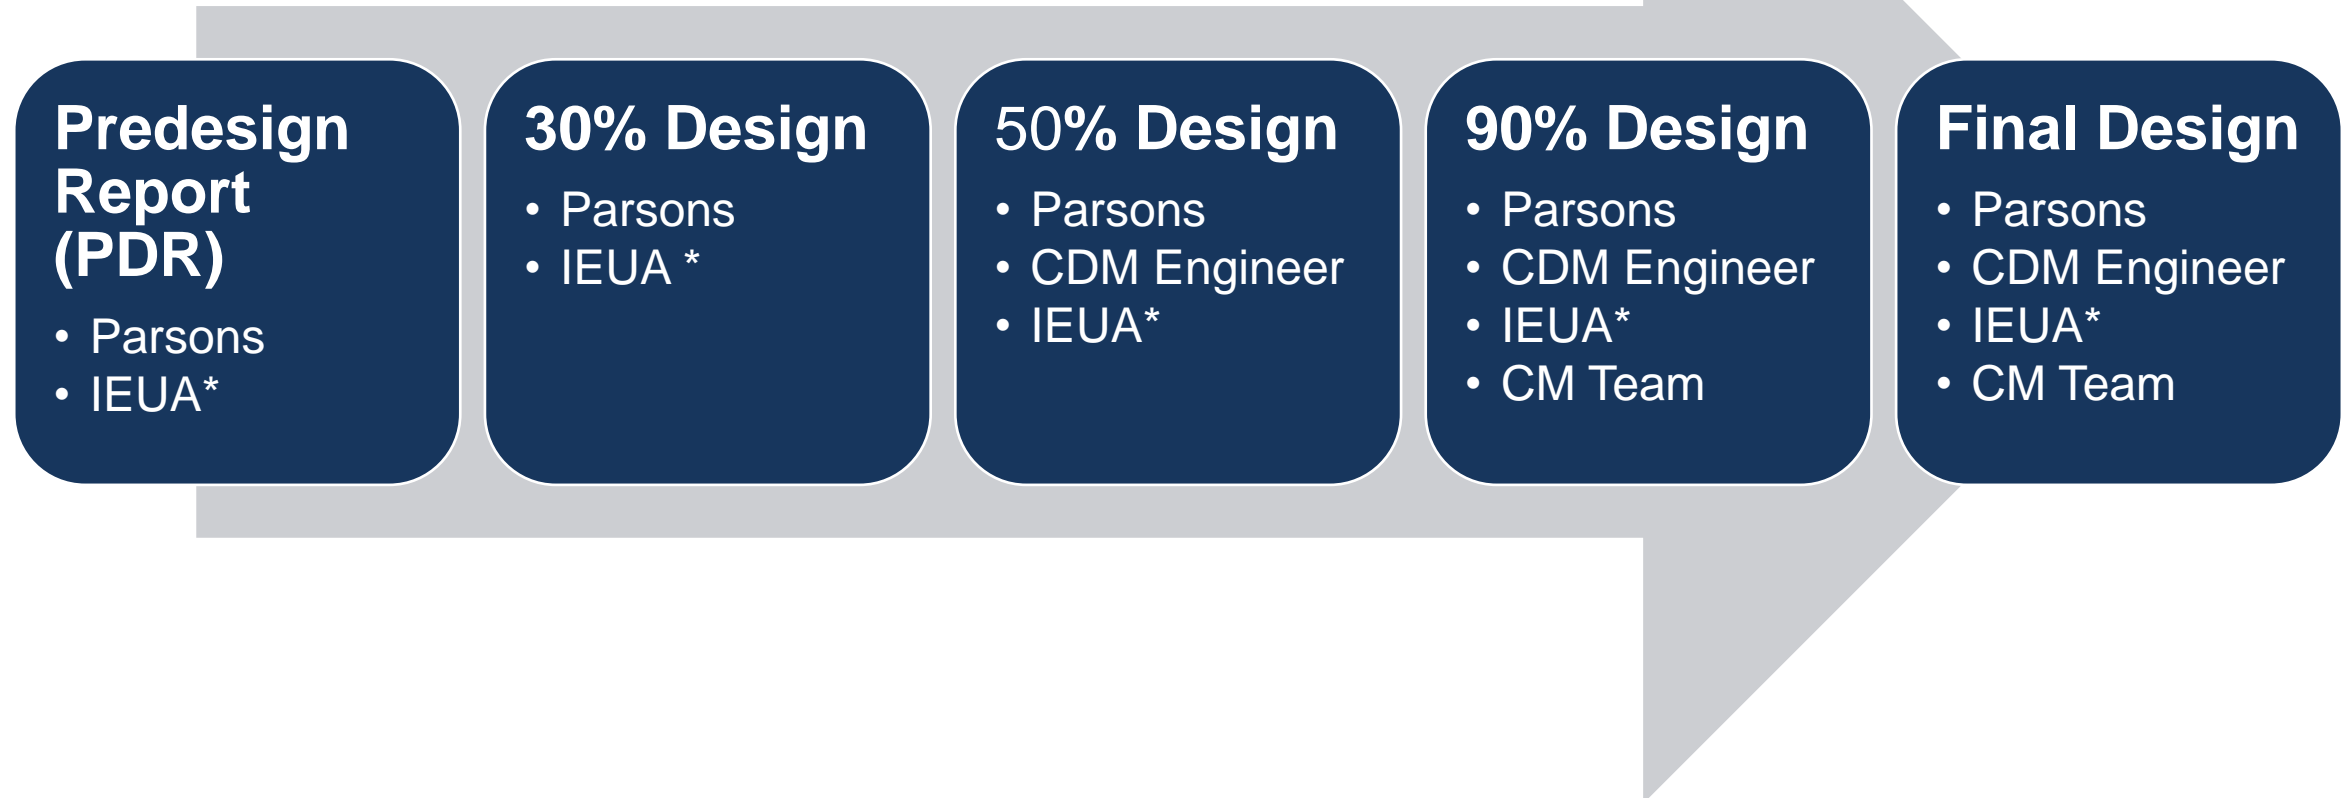 Predesign
Report
(PDR)
• Parsons
• IEUA*
30% Design
• Parsons
• IEUA *
50% Design
• Parsons
• CDM Engineer
• IEUA*
90% Design
• Parsons
• CDM Engineer
• IEUA*
• CM Team
Final Design
• Parsons
• CDM Engineer
• IEUA*
• CM Team